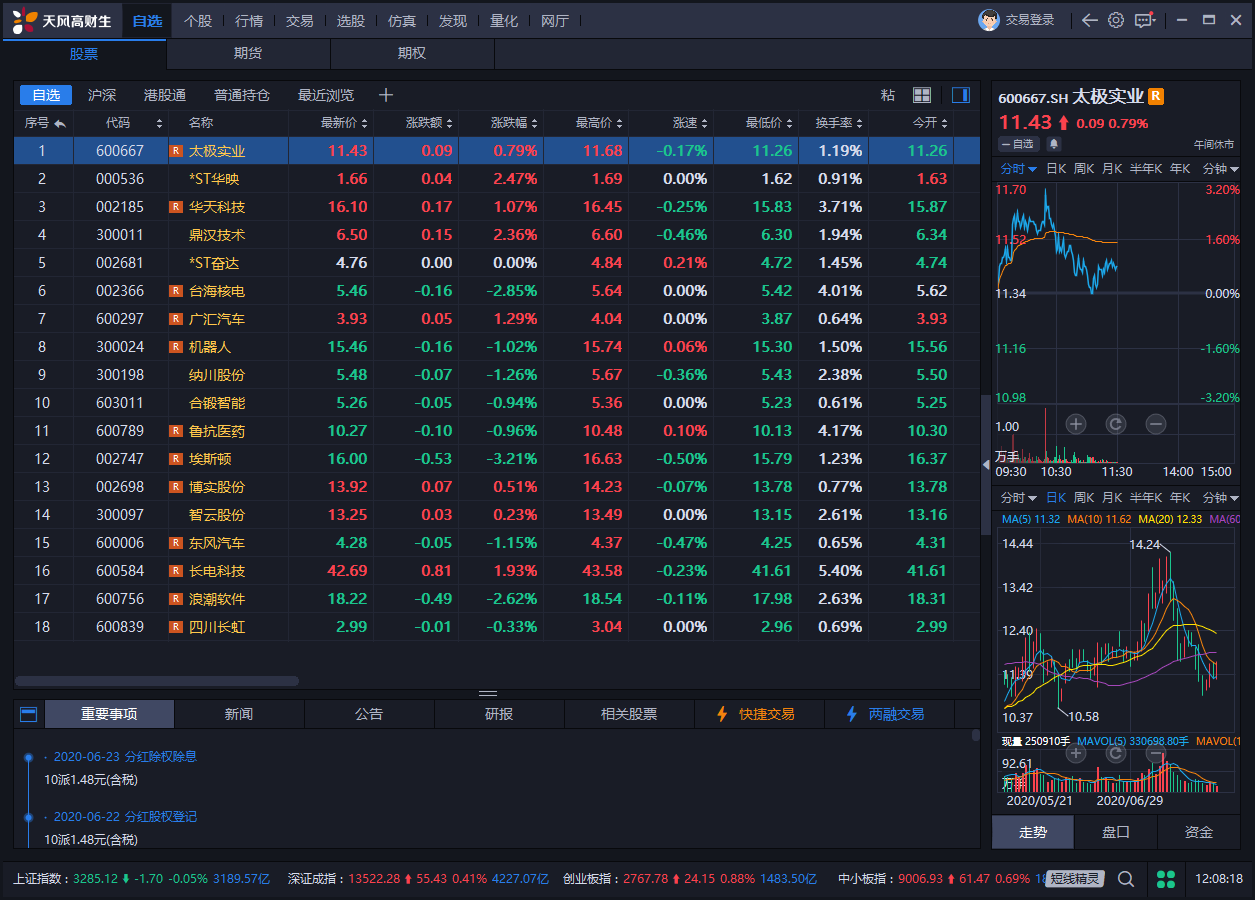 天风高财生 自选 个股 行情 交易 选股 仿真 发现 量化 网厅 交易登录
股票 期货 期权
自选 沪深 港股通 普通持仓 最近浏览 粘
序号 代码 名称 最新价 涨跌额 涨跌幅 最高价 涨速 最低价 换手率 今开
1 600667 R 太极实业 11.43 0.09 0.79% 11.68 -0.17% 11.26 1.19% 11.26
2 000536 *ST华映 1.66 0.04 2.47% 1.69 0.00% 1.62 0.91% 1.63
3 002185 R 华天科技 16.10 0.17 1.07% 16.45 -0.25% 15.83 3.71% 15.87
4 300011 鼎汉技术 6.50 0.15 2.36% 6.60 -0.46% 6.30 1.94% 6.34
5 002681 *ST奋达 4.76 0.00 0.00% 4.84 0.21% 4.72 1.45% 4.74
6 002366 R 台海核电 5.46 -0.16 -2.85% 5.64 0.00% 5.42 4.01% 5.62
7 600297 R 广汇汽车 3.93 0.05 1.29% 4.04 0.00% 3.87 0.64% 3.93
8 300024 R 机器人 15.46 -0.16 -1.02% 15.74 0.06% 15.30 1.50% 15.56
9 300198 纳川股份 5.48 -0.07 -1.26% 5.67 -0.36% 5.43 2.38% 5.50
10 603011 合锻智能 5.26 -0.05 -0.94% 5.36 0.00% 5.23 0.61% 5.25
11 600789 R 鲁抗医药 10.27 -0.10 -0.96% 10.48 0.10% 10.13 4.17% 10.30
12 002747 R 埃斯顿 16.00 -0.53 -3.21% 16.63 -0.50% 15.79 1.23% 16.37
13 002698 R 博实股份 13.92 0.07 0.51% 14.23 -0.07% 13.78 0.77% 13.78
14 300097 智云股份 13.25 0.03 0.23% 13.49 0.00% 13.15 2.61% 13.16
15 600006 R 东风汽车 4.28 -0.05 -1.15% 4.37 -0.47% 4.25 0.65% 4.31
16 600584 R 长电科技 42.69 0.81 1.93% 43.58 -0.23% 41.61 5.40% 41.61
17 600756 R 浪潮软件 18.22 -0.49 -2.62% 18.54 -0.11% 17.98 2.63% 18.31
18 600839 R 四川长虹 2.99 -0.01 -0.33% 3.04 0.00% 2.96 0.69% 2.99
重要事项 新闻 公告 研报 相关股票 快捷交易 两融交易
· 2020-06-23 分红除权除息
10派1.48元(含税)
· 2020-06-22 分红股权登记
10派1.48元(含税)
600667.SH 太极实业 R
11.43 0.09 0.79%
自选 午间休市
分时 日K 周K 月K 半年K 年K 分钟
11.70 3.20%
11.52 1.60%
11.34 0.00%
11.16 -1.60%
10.98 -3.20%
1.00
万手
09:30 10:30 11:30 14:00 15:00
分时 日K 周K 月K 半年K 年K 分钟
MA(5) 11.32 MA(10) 11.62 MA(20) 12.33 MA(60
14.44 14.24
13.42
12.40
11.39
10.37 10.58
现量 250910手 MAVOL(5) 330698.80手 MAVOL(1
92.61
万手
2020/05/21 2020/06/29
走势 盘口 资金
上证指数: 3285.12 -1.70 -0.05% 3189.57亿 深证成指: 13522.28 55.43 0.41% 4227.07亿 创业板指: 2767.78 24.15 0.88% 1483.50亿 中小板指: 9006.93 61.47 0.69% 18 短线精灵 12:08:18